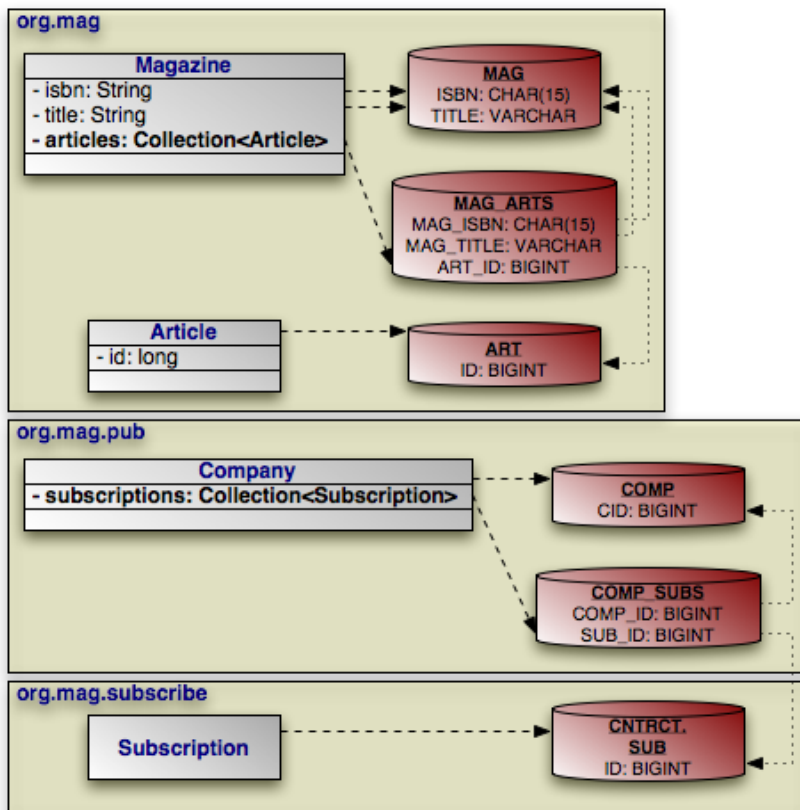 org.mag
Magazine
- isbn: String
- title: String
- articles: Collection<Article>
MAG
ISBN: CHAR(15)
TITLE: VARCHAR
MAG_ARTS
MAG_ISBN: CHAR(15)
MAG_TITLE: VARCHAR
ART_ID: BIGINT
Article
- id: long
ART
ID: BIGINT
org.mag.pub
Company
- subscriptions: Collection<Subscription>
COMP
CID: BIGINT
COMP_SUBS
COMP_ID: BIGINT
SUB_ID: BIGINT
org.mag.subscribe
Subscription
CNTRCT.
SUB
ID: BIGINT